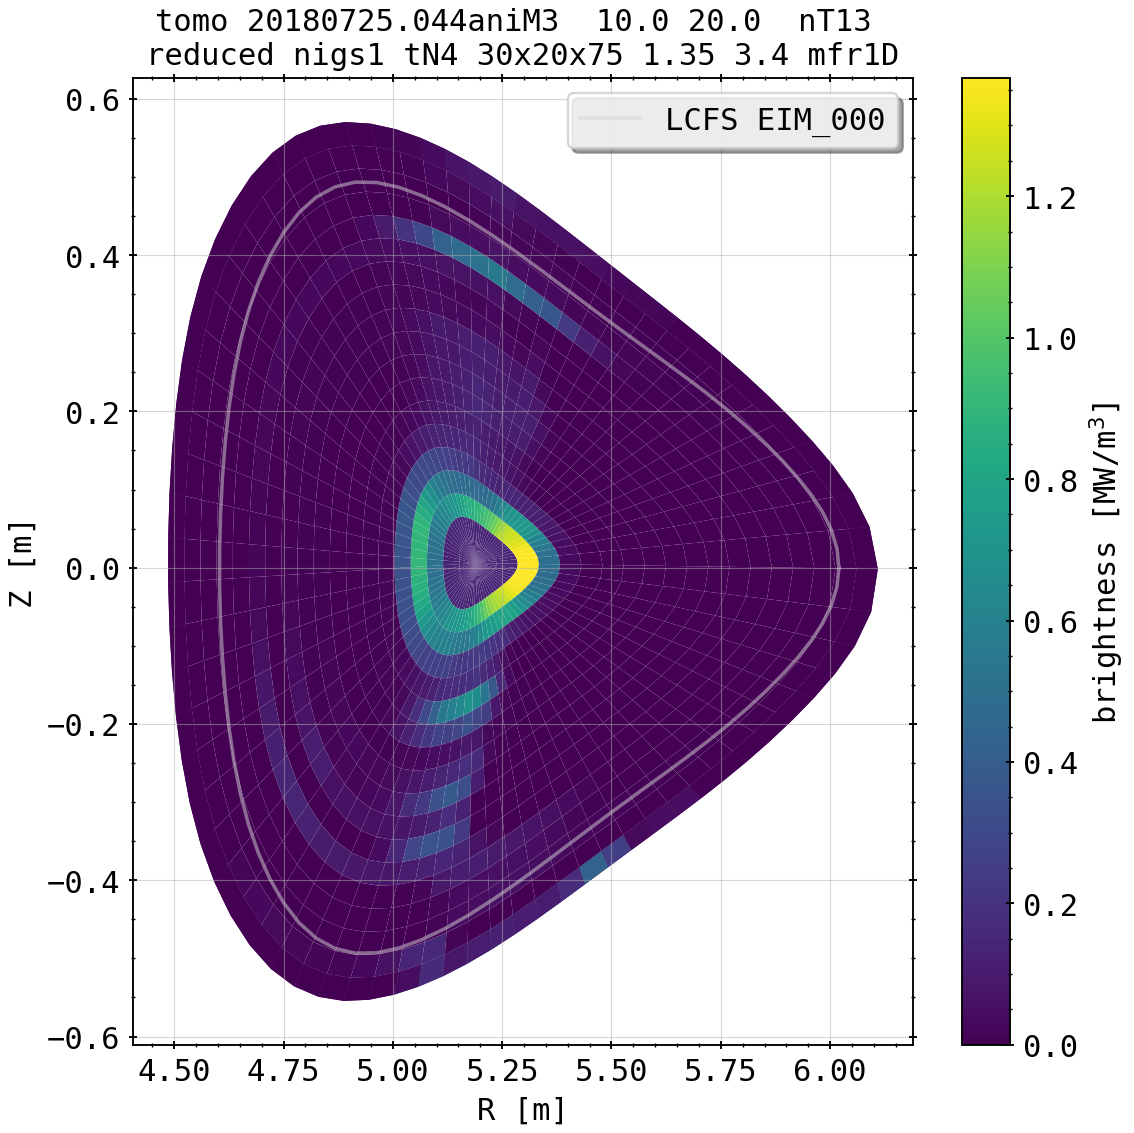 tomo 20180725.044aniM3  10.0 20.0  nT13
reduced nigs1 tN4 30x20x75 1.35 3.4 mfr1D
LCFS EIM_000
0.6
0.4
0.2
0.0
−0.2
−0.4
−0.6
Z [m]
4.50 4.75 5.00 5.25 5.50 5.75 6.00
R [m]
1.2
1.0
0.8
0.6
0.4
0.2
0.0
brightness [MW/m³]